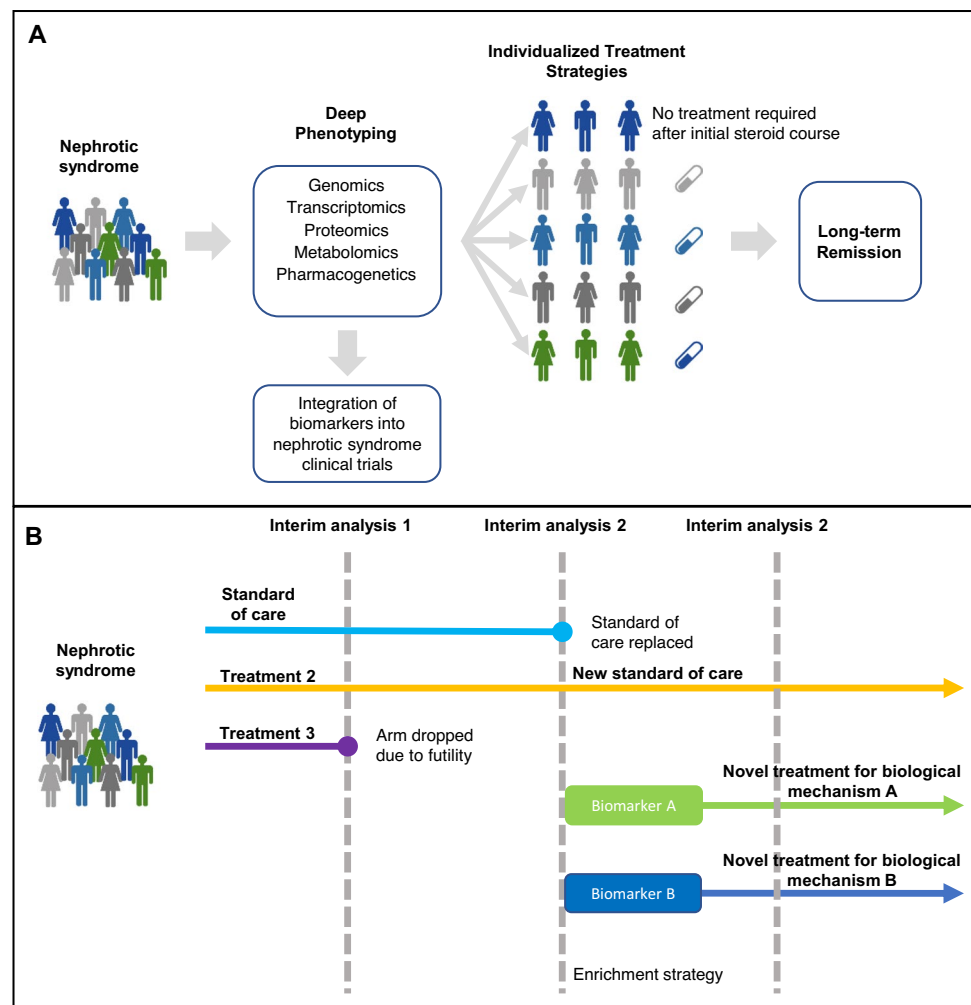 A
Individualized Treatment
Strategies
Deep
Phenotyping
No treatment required
after initial steroid course
Nephrotic
syndrome
Genomics
Transcriptomics
Proteomics
Metabolomics
Pharmacogenetics
Long-term
Remission
Integration of
biomarkers into
nephrotic syndrome
clinical trials
B
Interim analysis 1
Interim analysis 2
Interim analysis 2
Standard
of care
Standard of
care replaced
Nephrotic
syndrome
Treatment 2
New standard of care
Treatment 3
Arm dropped
due to futility
Novel treatment for biological
mechanism A
Biomarker A
Novel treatment for biological
mechanism B
Biomarker B
Enrichment strategy